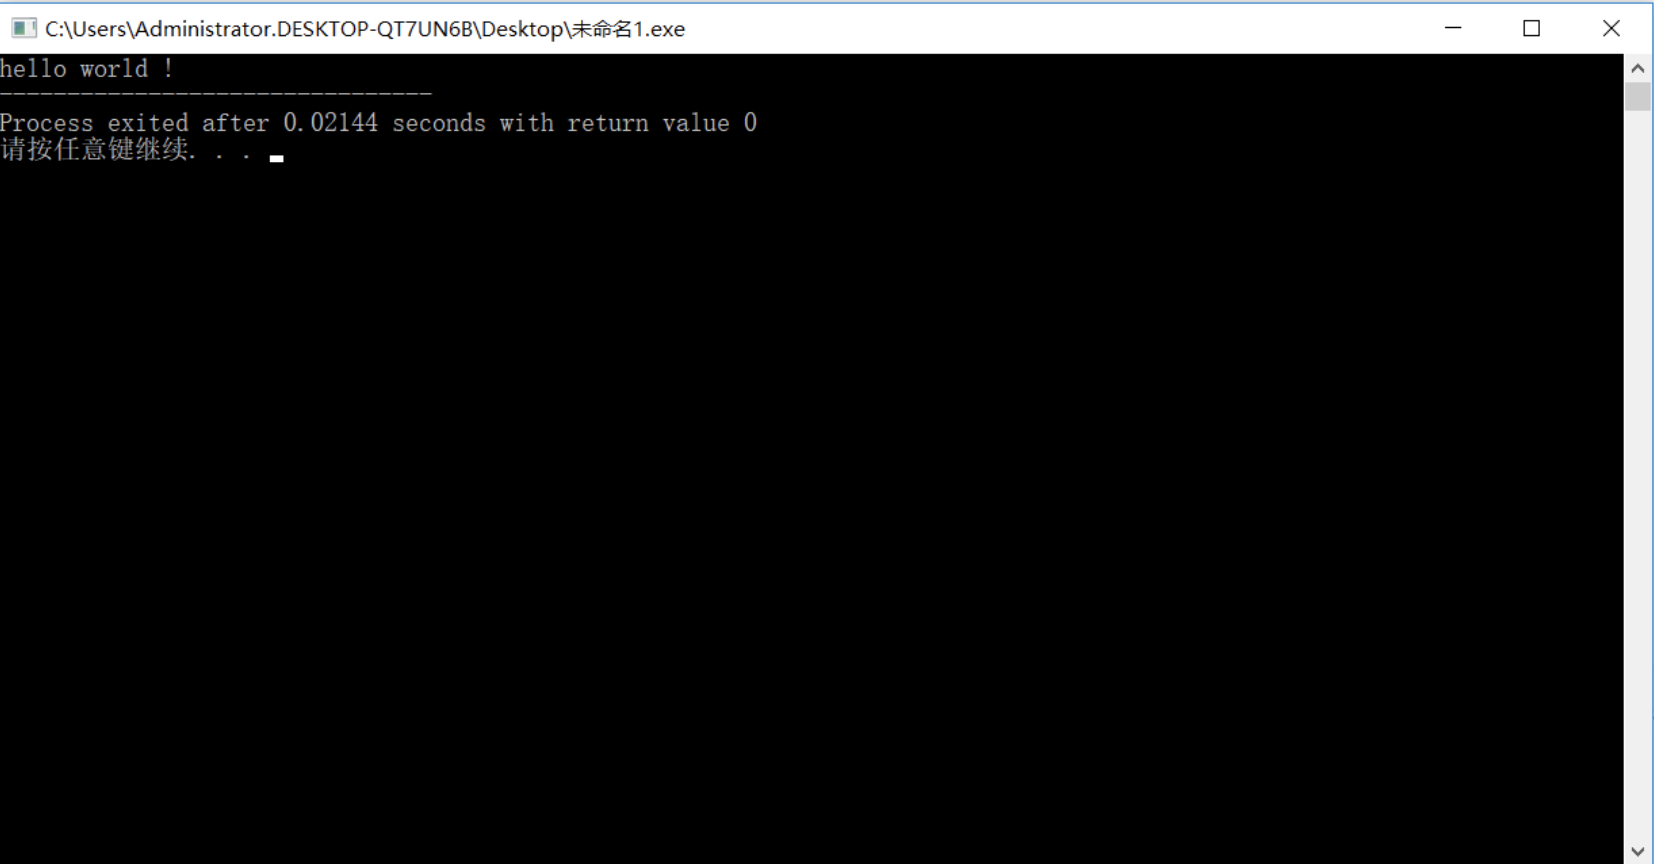 C:\Users\Administrator.DESKTOP-QT7UN6B\Desktop\未命名1.exe
hello world !
--------------------------------
Process exited after 0.02144 seconds with return value 0
请按任意键继续. . .